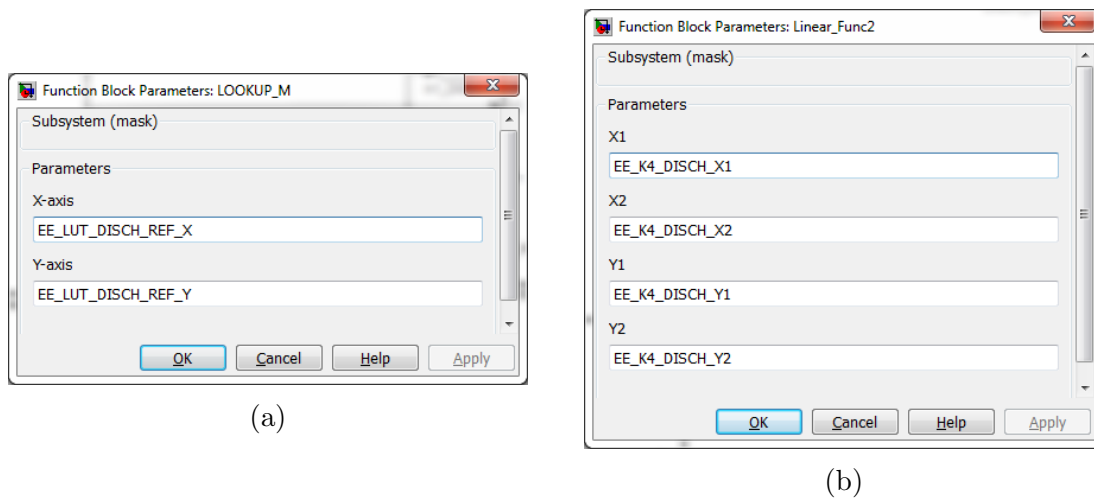 Function Block Parameters: LOOKUP_M
Subsystem (mask)
Parameters
X-axis
EE_LUT_DISCH_REF_X
Y-axis
EE_LUT_DISCH_REF_Y
OK Cancel Help Apply
(a)
Function Block Parameters: Linear_Func2
Subsystem (mask)
Parameters
X1
EE_K4_DISCH_X1
X2
EE_K4_DISCH_X2
Y1
EE_K4_DISCH_Y1
Y2
EE_K4_DISCH_Y2
OK Cancel Help Apply
(b)